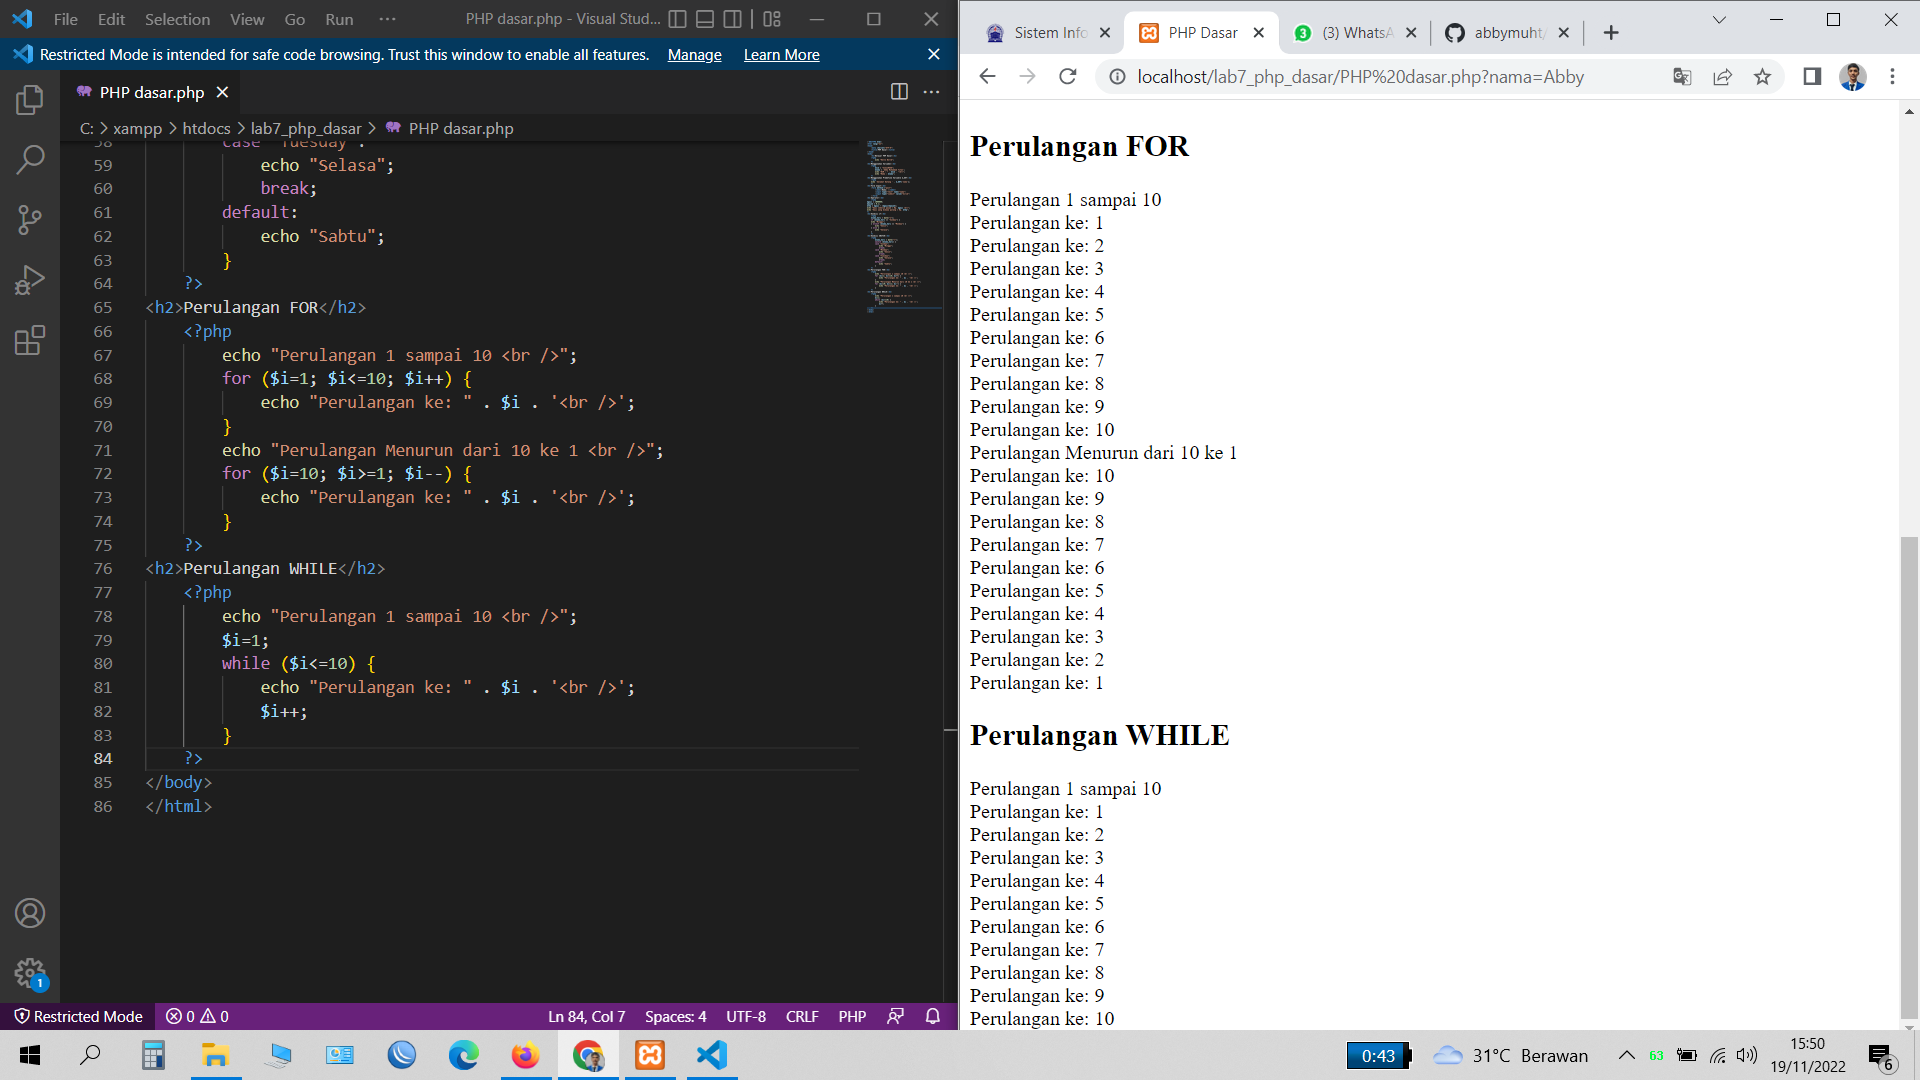 File Edit Selection View Go Run ··· PHP dasar.php - Visual Stud...
Restricted Mode is intended for safe code browsing. Trust this window to enable all features. Manage Learn More
PHP dasar.php
C: > xampp > htdocs > lab7_php_dasar > PHP dasar.php
58 case "Tuesday":
59 echo "Selasa";
60 break;
61 default:
62 echo "Sabtu";
63 }
64 ?>
65 <h2>Perulangan FOR</h2>
66 <?php
67 echo "Perulangan 1 sampai 10 <br />";
68 for ($i=1; $i<=10; $i++) {
69 echo "Perulangan ke: " . $i . '<br />';
70 }
71 echo "Perulangan Menurun dari 10 ke 1 <br />";
72 for ($i=10; $i>=1; $i--) {
73 echo "Perulangan ke: " . $i . '<br />';
74 }
75 ?>
76 <h2>Perulangan WHILE</h2>
77 <?php
78 echo "Perulangan 1 sampai 10 <br />";
79 $i=1;
80 while ($i<=10) {
81 echo "Perulangan ke: " . $i . '<br />';
82 $i++;
83 }
84 ?>
85 </body>
86 </html>
1
Restricted Mode 0 0 Ln 84, Col 7 Spaces: 4 UTF-8 CRLF PHP
Sistem Info PHP Dasar (3) WhatsA abbymuht/
localhost/lab7_php_dasar/PHP%20dasar.php?nama=Abby
Perulangan FOR
Perulangan 1 sampai 10
Perulangan ke: 1
Perulangan ke: 2
Perulangan ke: 3
Perulangan ke: 4
Perulangan ke: 5
Perulangan ke: 6
Perulangan ke: 7
Perulangan ke: 8
Perulangan ke: 9
Perulangan ke: 10
Perulangan Menurun dari 10 ke 1
Perulangan ke: 10
Perulangan ke: 9
Perulangan ke: 8
Perulangan ke: 7
Perulangan ke: 6
Perulangan ke: 5
Perulangan ke: 4
Perulangan ke: 3
Perulangan ke: 2
Perulangan ke: 1
Perulangan WHILE
Perulangan 1 sampai 10
Perulangan ke: 1
Perulangan ke: 2
Perulangan ke: 3
Perulangan ke: 4
Perulangan ke: 5
Perulangan ke: 6
Perulangan ke: 7
Perulangan ke: 8
Perulangan ke: 9
Perulangan ke: 10
0:43 31°C Berawan 63 15:50
19/11/2022 6